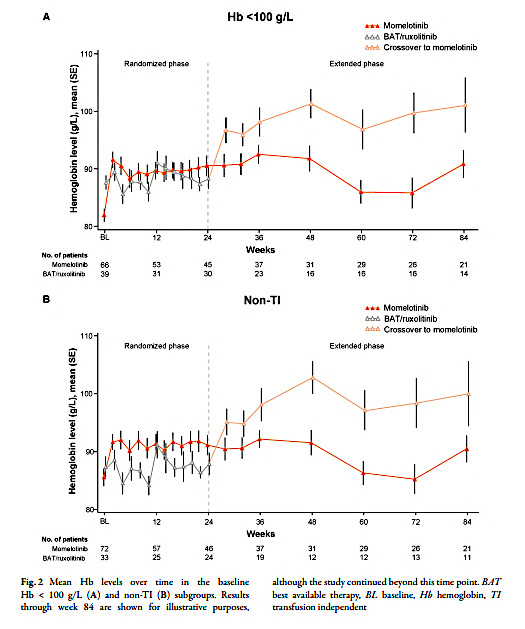 A
Hb <100 g/L
Momelotinib
BAT/ruxolitinib
Crossover to momelotinib
Randomized phase
Extended phase
Hemoglobin level (g/L), mean (SE)
110
100
90
80
BL 12 24 36 48 60 72 84
Weeks
No. of patients
Momelotinib 66 53 45 37 31 29 26 21
BAT/ruxolitinib 39 31 30 23 16 16 16 14
B
Non-TI
Momelotinib
BAT/ruxolitinib
Crossover to momelotinib
Randomized phase
Extended phase
Hemoglobin level (g/L), mean (SE)
110
100
90
80
BL 12 24 36 48 60 72 84
Weeks
No. of patients
Momelotinib 72 57 46 37 31 29 26 21
BAT/ruxolitinib 33 25 24 19 12 12 13 11
Fig. 2 Mean Hb levels over time in the baseline
Hb < 100 g/L (A) and non-TI (B) subgroups. Results
through week 84 are shown for illustrative purposes,
although the study continued beyond this time point. BAT
best available therapy, BL baseline, Hb hemoglobin, TI
transfusion independent